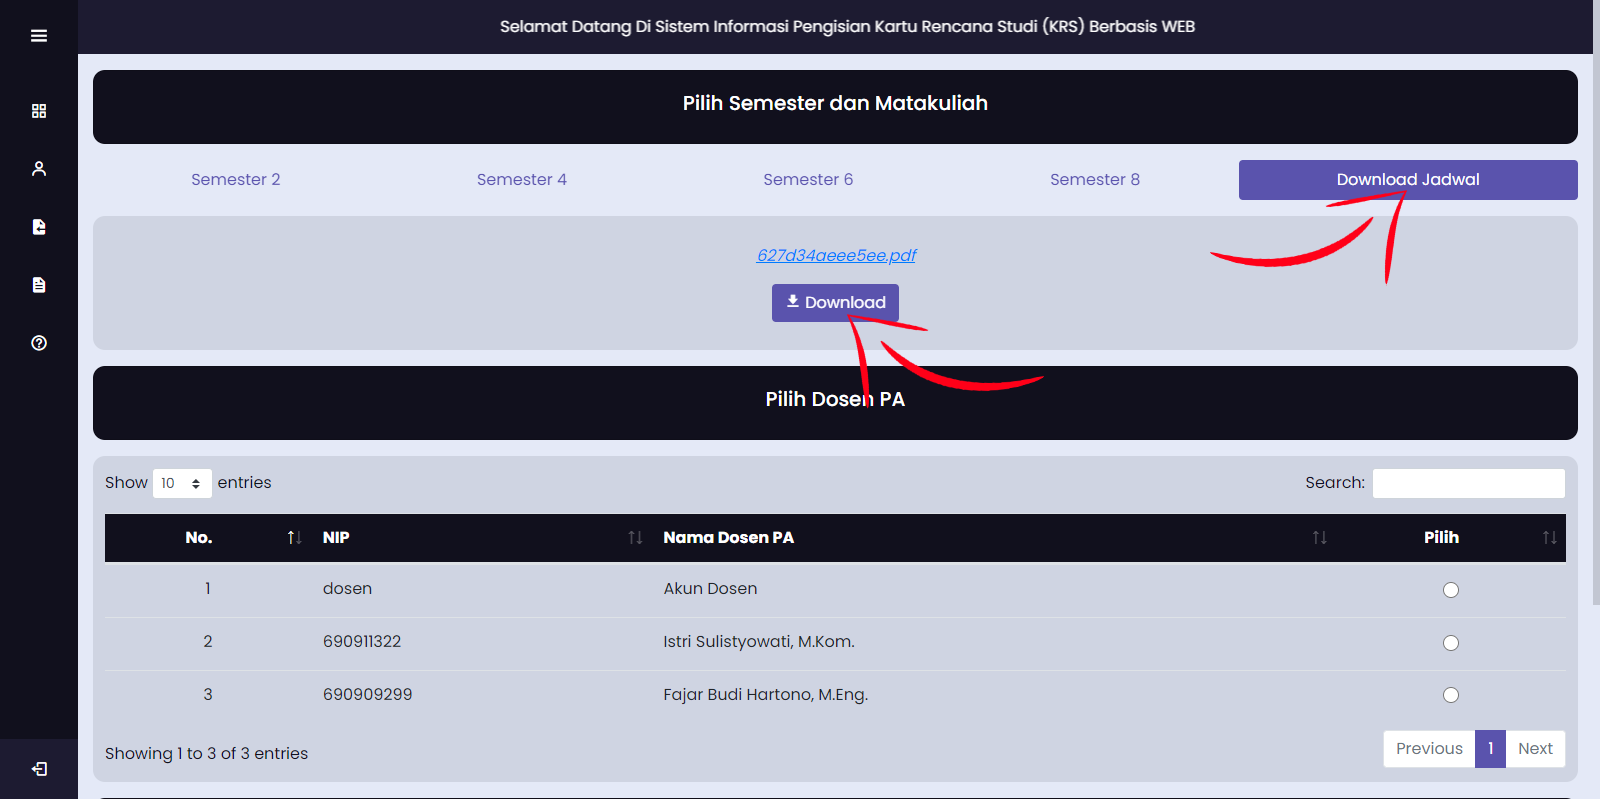 Selamat Datang Di Sistem Informasi Pengisian Kartu Rencana Studi (KRS) Berbasis WEB
Pilih Semester dan Matakuliah
Semester 2 Semester 4 Semester 6 Semester 8 Download Jadwal
627d34aeee5ee.pdf
Download
Pilih Dosen PA
Show 10 entries Search:
No. NIP Nama Dosen PA Pilih
1 dosen Akun Dosen
2 690911322 Istri Sulistyowati, M.Kom.
3 690909299 Fajar Budi Hartono, M.Eng.
Showing 1 to 3 of 3 entries Previous 1 Next